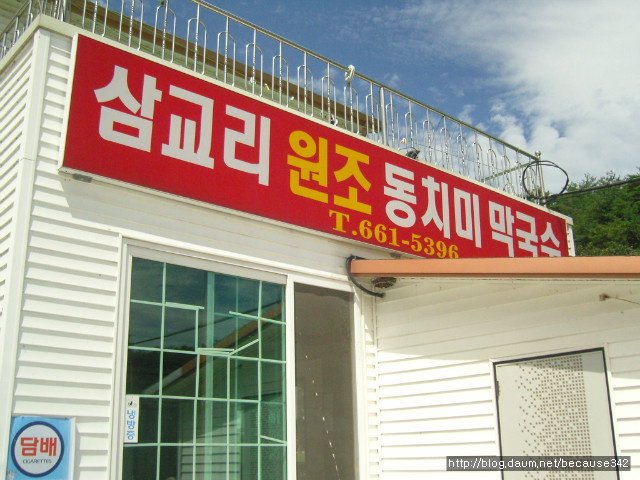 삼교리 원조 동치미 막국수
T.661-5396
냉방중
담배
CIGARETTES
http://blog.daum.net/because342